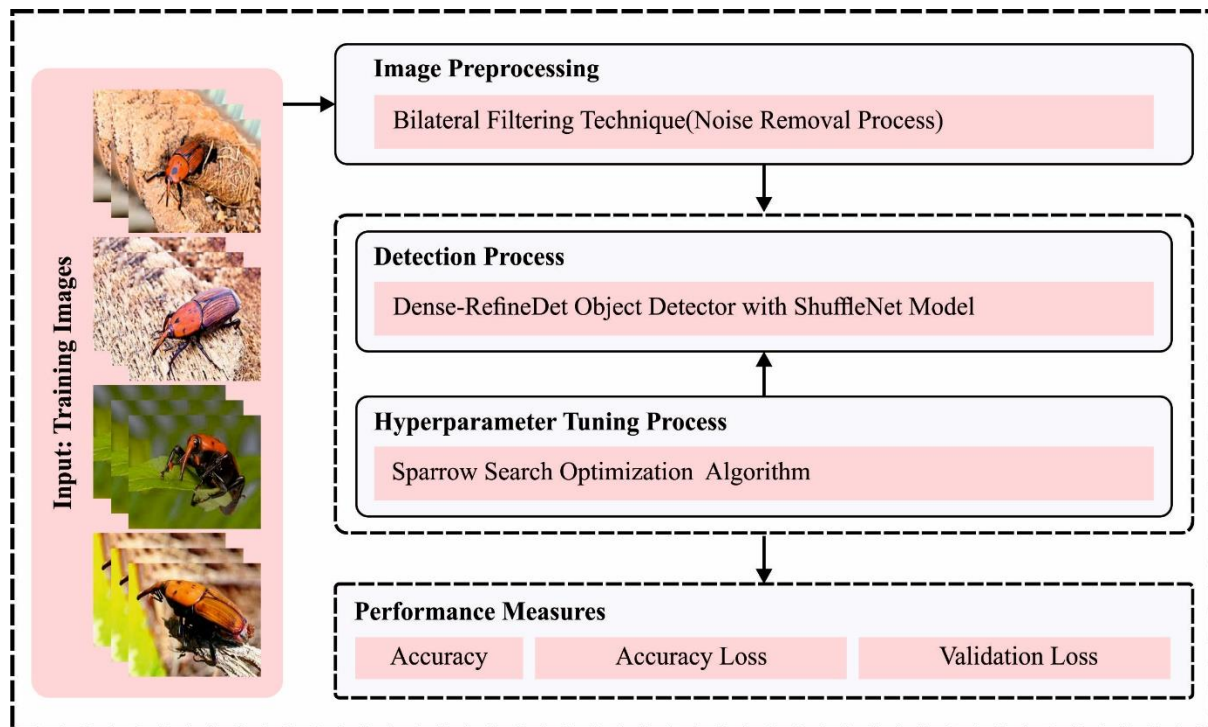 Input: Training Images
Image Preprocessing
Bilateral Filtering Technique(Noise Removal Process)
Detection Process
Dense-RefineDet Object Detector with ShuffleNet Model
Hyperparameter Tuning Process
Sparrow Search Optimization Algorithm
Performance Measures
Accuracy
Accuracy Loss
Validation Loss